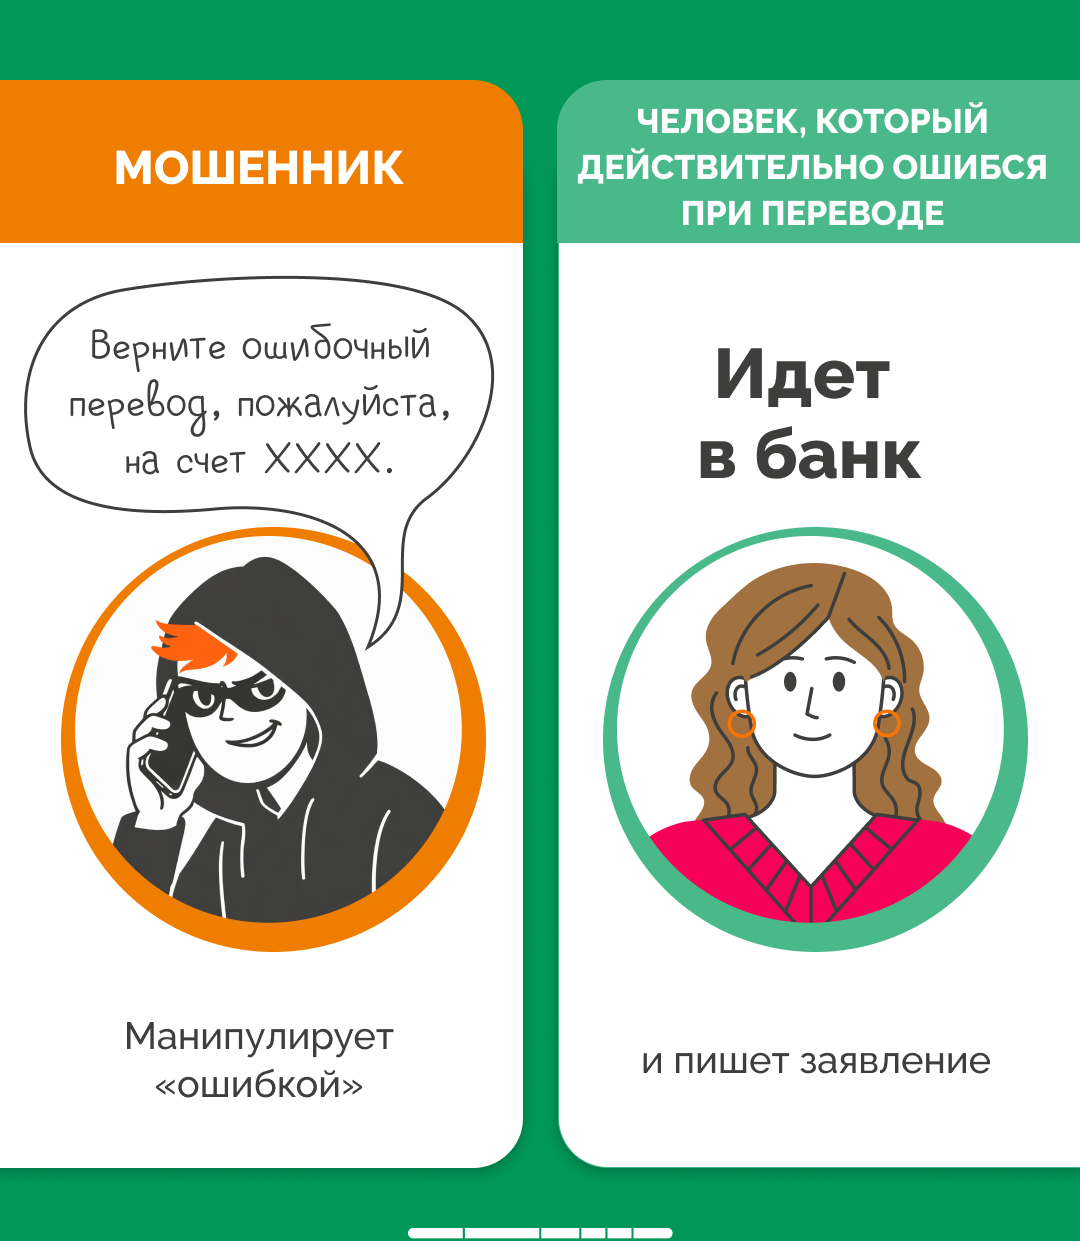 МОШЕННИК
Верните ошибочный
перевод, пожалуйста,
на счет XXXX.
Манипулирует
«ошибкой»
ЧЕЛОВЕК, КОТОРЫЙ
ДЕЙСТВИТЕЛЬНО ОШИБСЯ
ПРИ ПЕРЕВОДЕ
Идет
в банк
и пишет заявление